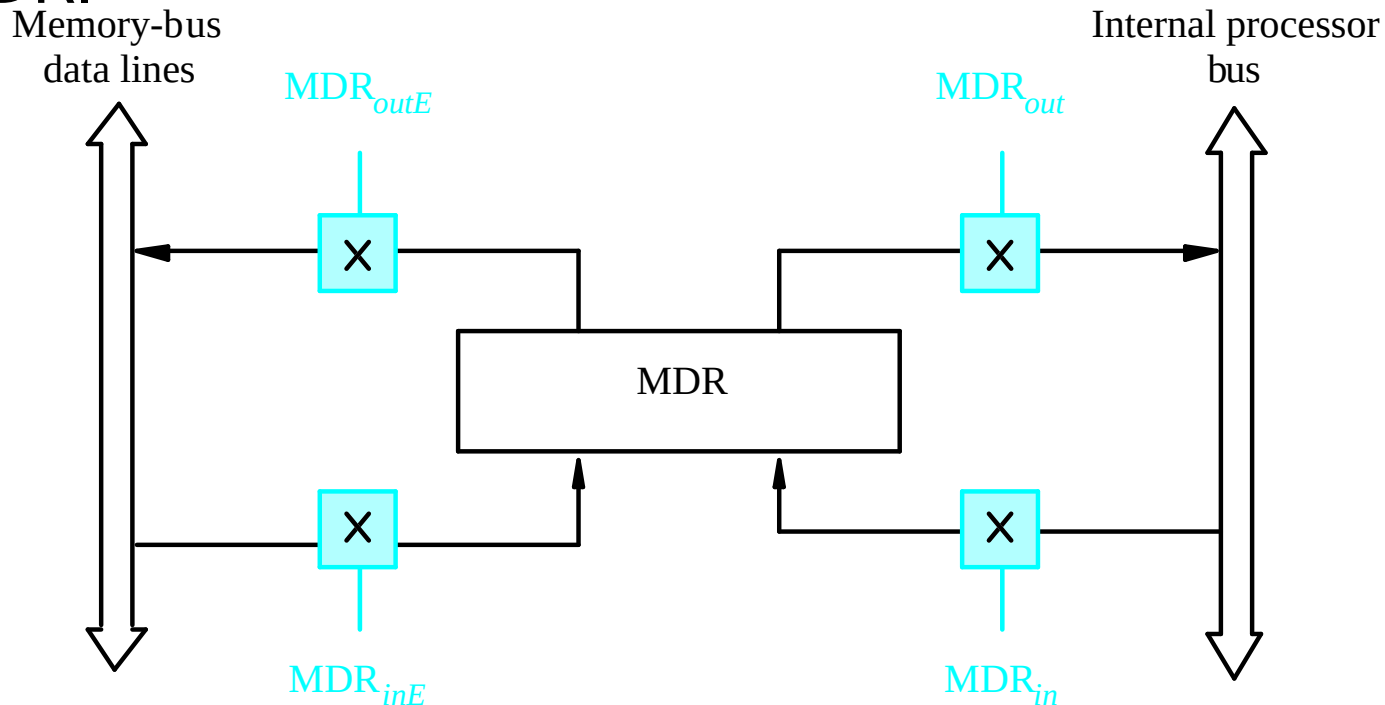 Memory-bus
data lines
Internal processor
bus
MDRoutE
MDRout
X
X
MDR
X
X
MDRinE
MDRin